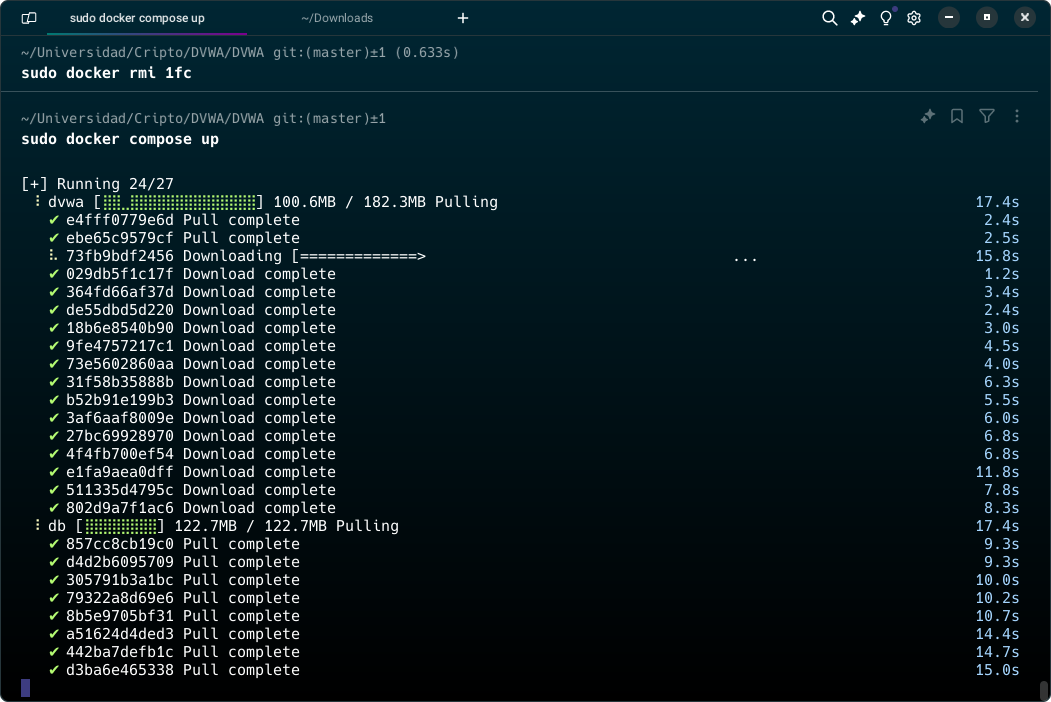 sudo docker compose up ~/Downloads +
~/Universidad/Cripto/DVWA/DVWA git:(master)±1 (0.633s)
sudo docker rmi 1fc
~/Universidad/Cripto/DVWA/DVWA git:(master)±1
sudo docker compose up
[+] Running 24/27
⠸ dvwa [⣿⣿⣀⣿⣿⣿⣿⣿⣿⣿⣿⣿⣿⣿⣿⣿⣿] 100.6MB / 182.3MB Pulling 17.4s
✔ e4fff0779e6d Pull complete 2.4s
✔ ebe65c9579cf Pull complete 2.5s
⠧ 73fb9bdf2456 Downloading [=============> ... 15.8s
✔ 029db5f1c17f Download complete 1.2s
✔ 364fd66af37d Download complete 3.4s
✔ de55dbd5d220 Download complete 2.4s
✔ 18b6e8540b90 Download complete 3.0s
✔ 9fe4757217c1 Download complete 4.5s
✔ 73e5602860aa Download complete 4.0s
✔ 31f58b35888b Download complete 6.3s
✔ b52b91e199b3 Download complete 5.5s
✔ 3af6aaf8009e Download complete 6.0s
✔ 27bc69928970 Download complete 6.8s
✔ 4f4fb700ef54 Download complete 6.8s
✔ e1fa9aea0dff Download complete 11.8s
✔ 511335d4795c Download complete 7.8s
✔ 802d9a7f1ac6 Download complete 8.3s
⠸ db [⣿⣿⣿⣿⣿⣿⣿⣿] 122.7MB / 122.7MB Pulling 17.4s
✔ 857cc8cb19c0 Pull complete 9.3s
✔ d4d2b6095709 Pull complete 9.3s
✔ 305791b3a1bc Pull complete 10.0s
✔ 79322a8d69e6 Pull complete 10.2s
✔ 8b5e9705bf31 Pull complete 10.7s
✔ a51624d4ded3 Pull complete 14.4s
✔ 442ba7defb1c Pull complete 14.7s
✔ d3ba6e465338 Pull complete 15.0s